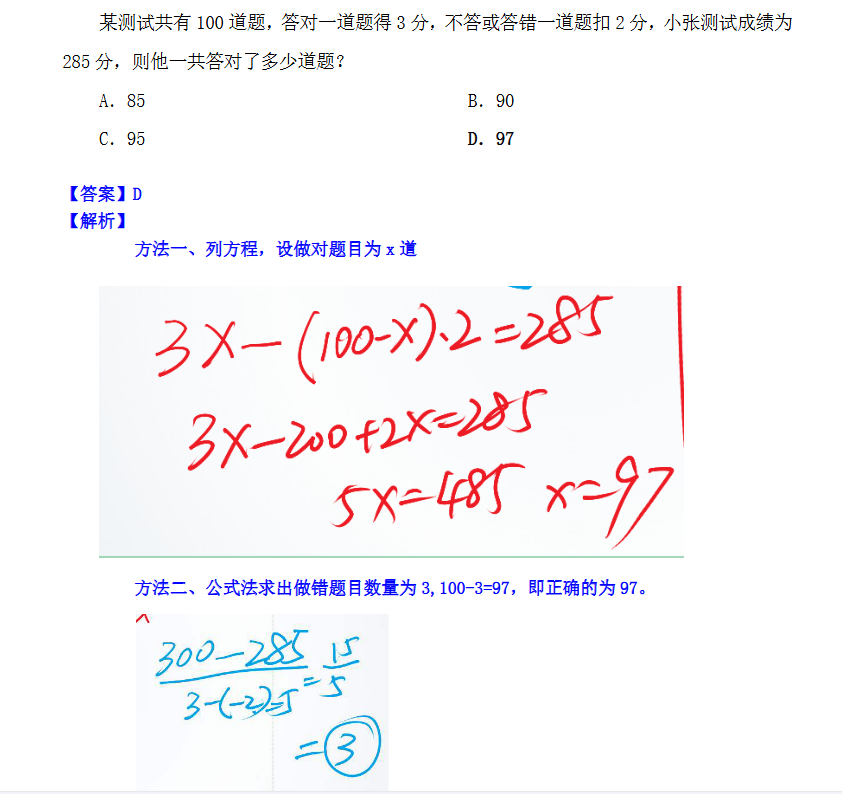 某测试共有 100 道题，答对一道题得 3 分，不答或答错一道题扣 2 分，小张测试成绩为
285 分，则他一共答对了多少道题？
A. 85 B. 90
C. 95 D. 97
【答案】D
【解析】
方法一、列方程，设做对题目为 x 道
3x-(100-x)·2=285
3x-200+2x=285
5x=485 x=97
方法二、公式法求出做错题目数量为 3,100-3=97，即正确的为 97。
300-285 15
3-(-2)=5 = 5
=3